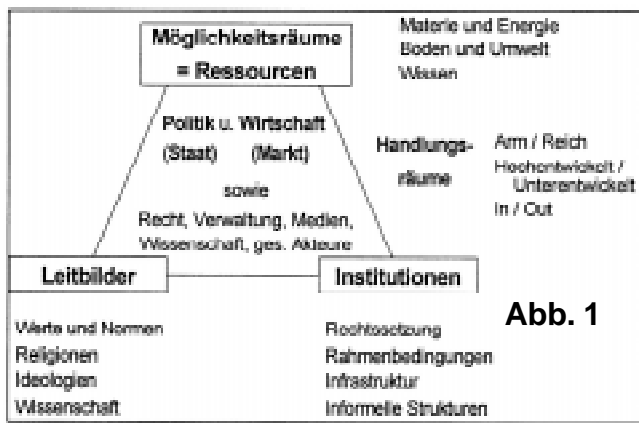 Möglichkeitsräume
= Ressourcen
Materie und Energie
Boden und Umwelt
Wissen
Politik u. Wirtschaft
(Staat) (Markt)
sowie
Recht, Verwaltung, Medien,
Wissenschaft, ges. Akteure
Handlungs-
räume
Arm / Reich
Hochentwickelt /
Unterentwickelt
In / Out
Leitbilder
Institutionen
Abb. 1
Werte und Normen
Religionen
Ideologien
Wissenschaft
Rechtssetzung
Rahmenbedingungen
Infrastruktur
Informelle Strukturen